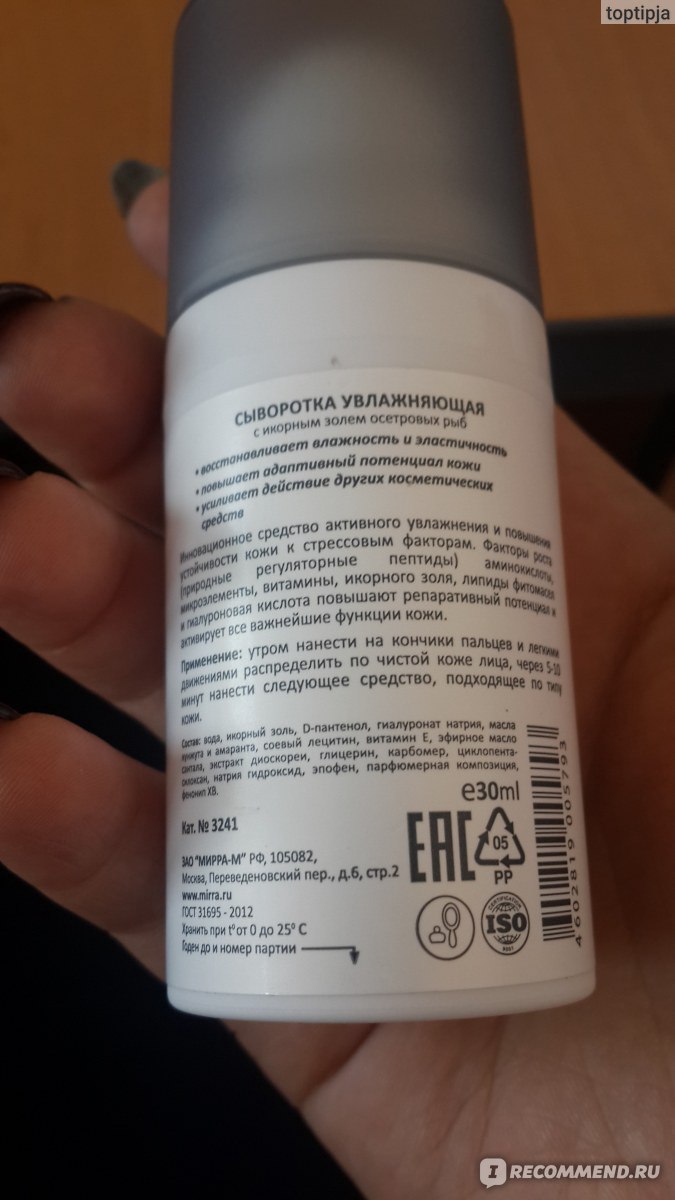 toptipja
СЫВОРОТКА УВЛАЖНЯЮЩАЯ
с икорным золем осетровых рыб
• восстанавливает влажность и эластичность
• повышает адаптивный потенциал кожи
• усиливает действие других косметических
средств
Инновационное средство активного увлажнения и повышения
устойчивости кожи к стрессовым факторам. Факторы роста
(природные регуляторные пептиды) аминокислоты,
микроэлементы, витамины, икорного золя, липиды фитомасел
и гиалуроновая кислота повышают репаративный потенциал и
активирует все важнейшие функции кожи.
Применение: утром нанести на кончики пальцев и легкими
движениями распределить по чистой коже лица, через 5-10
минут нанести следующее средство, подходящее по типу
кожи.
Состав: вода, икорный золь, D-пантенол, гиалуронат натрия, масла
кунжута и амаранта, соевый лецитин, витамин Е, эфирное масло
сантала, экстракт диоскореи, глицерин, карбомер, циклопента-
силоксан, натрия гидроксид, эпофен, парфюмерная композиция,
фенонип ХВ.
e30ml
Кат. № 3241
EAC
05
PP
ЗАО "МИРРА-М" РФ, 105082,
Москва, Переведеновский пер., д.6, стр.2
www.mirra.ru
ГОСТ 31695 - 2012
Хранить при t° от 0 до 25° С
Годен до и номер партии
CERTIFICATION
ISO
4602819 005793
IRECOMMEND.RU